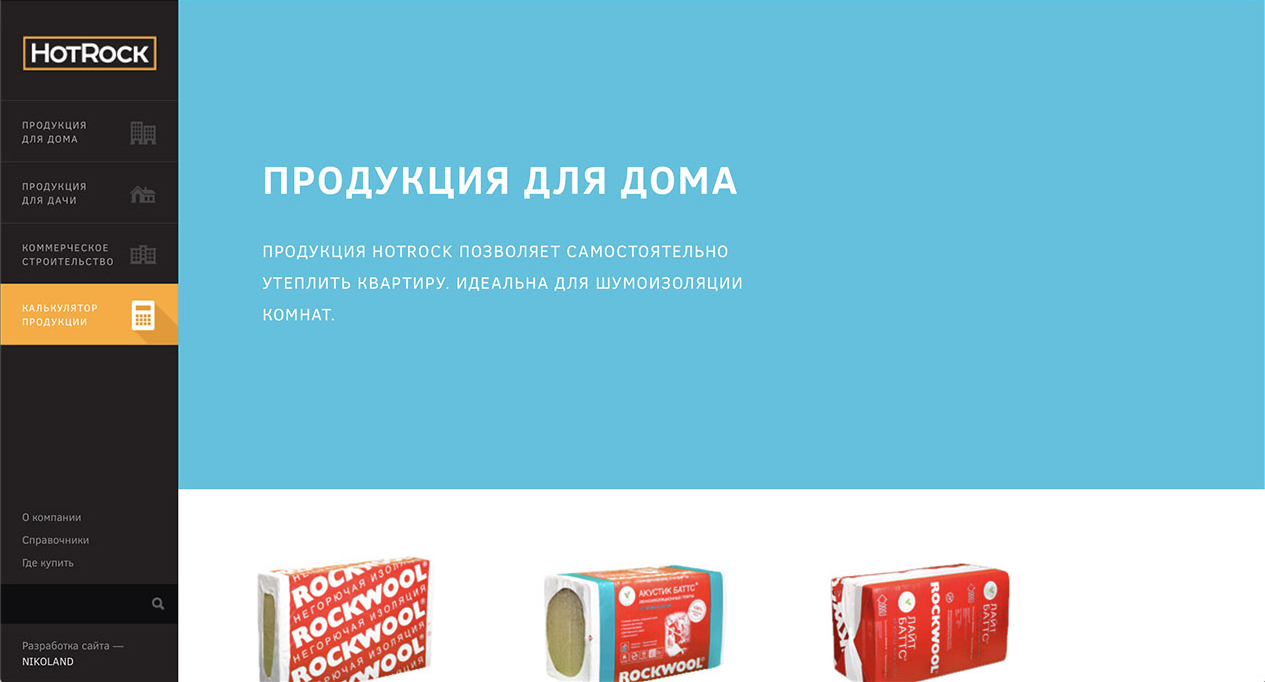 HOTROCK
ПРОДУКЦИЯ
ДЛЯ ДОМА
ПРОДУКЦИЯ
ДЛЯ ДАЧИ
КОММЕРЧЕСКОЕ
СТРОИТЕЛЬСТВО
КАЛЬКУЛЯТОР
ПРОДУКЦИИ
О компании
Справочники
Где купить
Разработка сайта —
NIKOLAND
ПРОДУКЦИЯ ДЛЯ ДОМА
ПРОДУКЦИЯ HOTROCK ПОЗВОЛЯЕТ САМОСТОЯТЕЛЬНО
УТЕПЛИТЬ КВАРТИРУ. ИДЕАЛЬНА ДЛЯ ШУМОИЗОЛЯЦИИ
КОМНАТ.
ROCKWOOL
НЕГОРЮЧАЯ ИЗОЛЯЦИЯ
ROCKWOOL®
НЕГОРЮЧАЯ ИЗОЛЯЦИЯ
ROCKWOOL
НЕГОРЮЧАЯ ИЗОЛЯЦИЯ
ROCKWOOL®
АКУСТИК БАТТС®
ROCKWOOL®
ЛАЙТ
БАТТС®
ROCKWOOL
ЛАЙТ
БАТТС®